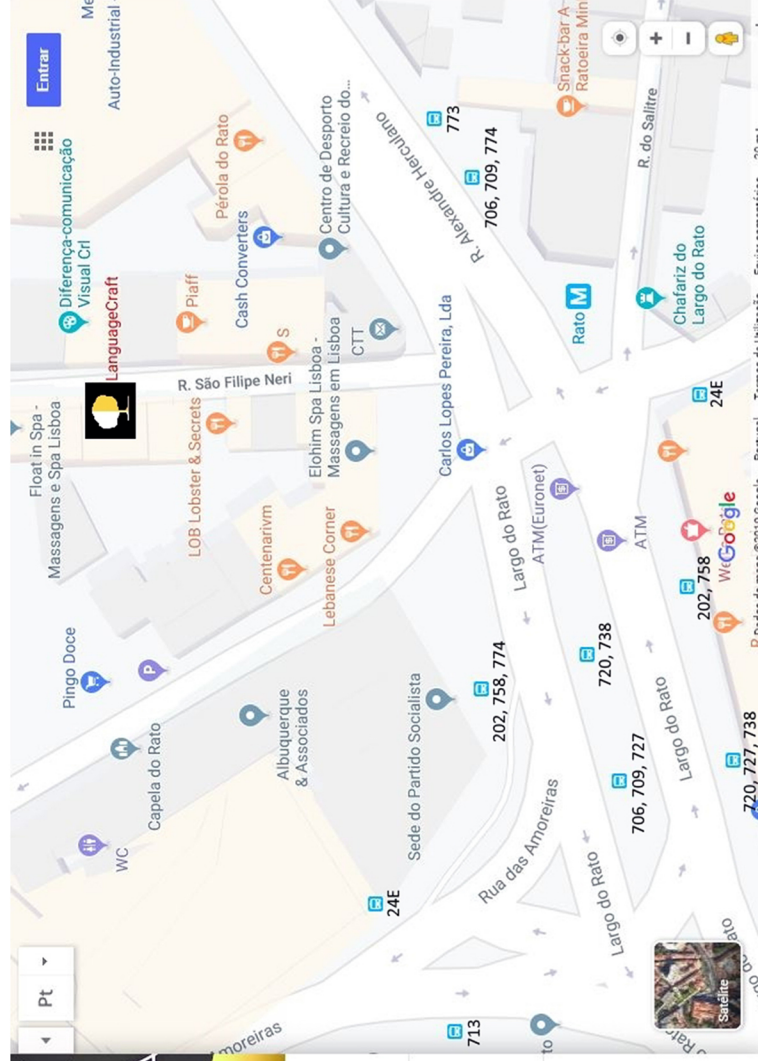 Pt
Float in Spa -
Massagens e Spa Lisboa
Entrar
Diferença-comunicação
Visual Crl
Auto-Industrial
Me
Pingo Doce
LanguageCraft
WC
Capela do Rato
LOB Lobster & Secrets
Piaff
Pérola do Rato
R. São Filipe Neri
Cash Converters
moreiras
Albuquerque
& Associados
Centenarivm
S
Elohim Spa Lisboa -
Massagens em Lisboa
Lebanese Corner
CTT
Centro de Desporto
Cultura e Recreio do...
24E
Sede do Partido Socialista
Carlos Lopes Pereira, Lda
R. Alexandre Herculano
773
713
202, 758, 774
706, 709, 774
Rua das Amoreiras
Largo do Rato
ATM(Euronet)
Rato
M
Snack-bar A
Ratoeira Min
to
Largo do Rato
720, 738
706, 709, 727
ATM
R. do Salitre
Largo do Rato
Chafariz do
Largo do Rato
24E
202, 758
Google
Satélite
720, 727, 738